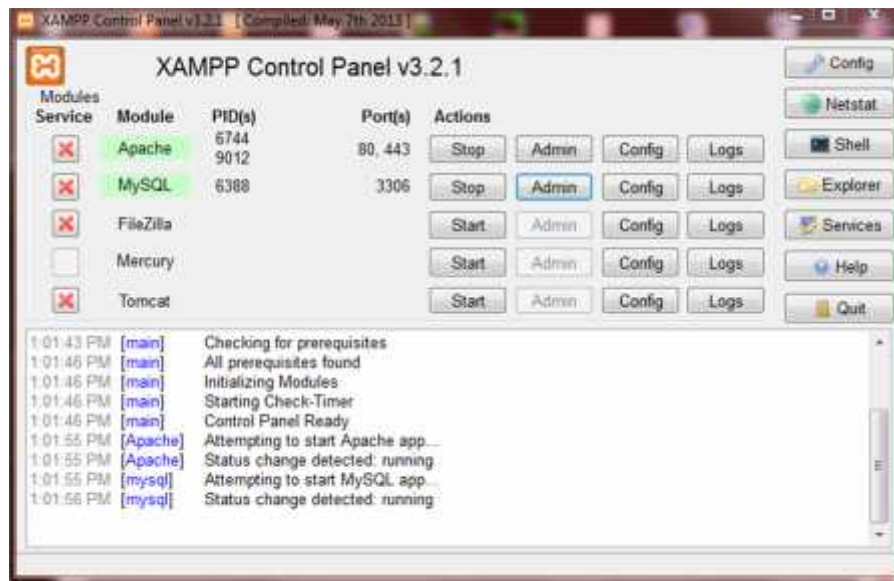 XAMPP Control Panel v3.2.1 [ Compiled: May 7th 2013 ]
XAMPP Control Panel v3.2.1
Config
Modules
Service Module PID(s) Port(s) Actions
Netstat
Apache 6744 9012 80, 443 Stop Admin Config Logs
Shell
MySQL 6388 3306 Stop Admin Config Logs
Explorer
FileZilla Start Admin Config Logs
Services
Mercury Start Admin Config Logs
Help
Tomcat Start Admin Config Logs
Quit
1:01:43 PM [main] Checking for prerequisites
1:01:46 PM [main] All prerequisites found
1:01:46 PM [main] Initializing Modules
1:01:46 PM [main] Starting Check-Timer
1:01:46 PM [main] Control Panel Ready
1:01:55 PM [Apache] Attempting to start Apache app...
1:01:55 PM [Apache] Status change detected: running
1:01:55 PM [mysql] Attempting to start MySQL app...
1:01:56 PM [mysql] Status change detected: running